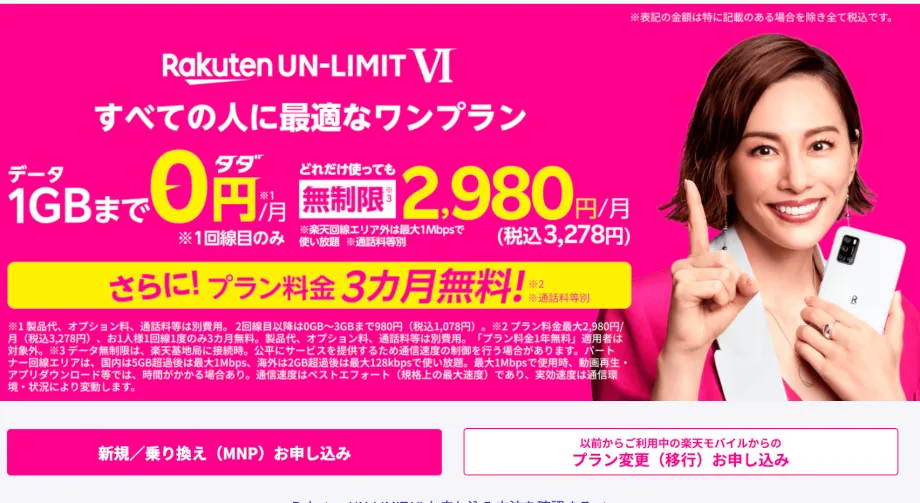 ※表記の金額は特に記載のある場合を除き全て税込です。
Rakuten UN-LIMIT VI
すべての人に最適なワンプラン
データ
1GBまで0円/月 タダ ※1
※1回線目のみ
どれだけ使っても
無制限※3 2,980円/月
※楽天回線エリア外は最大1Mbpsで
使い放題 ※通話料等別
(税込3,278円)
さらに! プラン料金 3カ月無料! ※2
※通話料等別
※1 製品代、オプション料、通話料等は別費用。 2回線目以降は0GB〜3GBまで980円（税込1,078円）。※2 プラン料金最大2,980円/
月（税込3,278円）、お1人様1回線1度のみ3カ月無料。製品代、オプション料、通話料等は別費用。「プラン料金1年無料」適用者は
対象外。※3 データ無制限は、楽天基地局に接続時。公平にサービスを提供するため通信速度の制御を行う場合があります。パート
ナー回線エリアは、国内は5GB超過後は最大1Mbps、海外は2GB超過後は最大128kbpsで使い放題。最大1Mbpsで使用時、動画再生・
アプリダウンロード等では、時間がかかる場合あり。通信速度はベストエフォート（規格上の最大速度）であり、実効速度は通信環
境・状況により変動します。
新規／乗り換え（MNP）お申し込み
以前からご利用中の楽天モバイルからの
プラン変更（移行）お申し込み